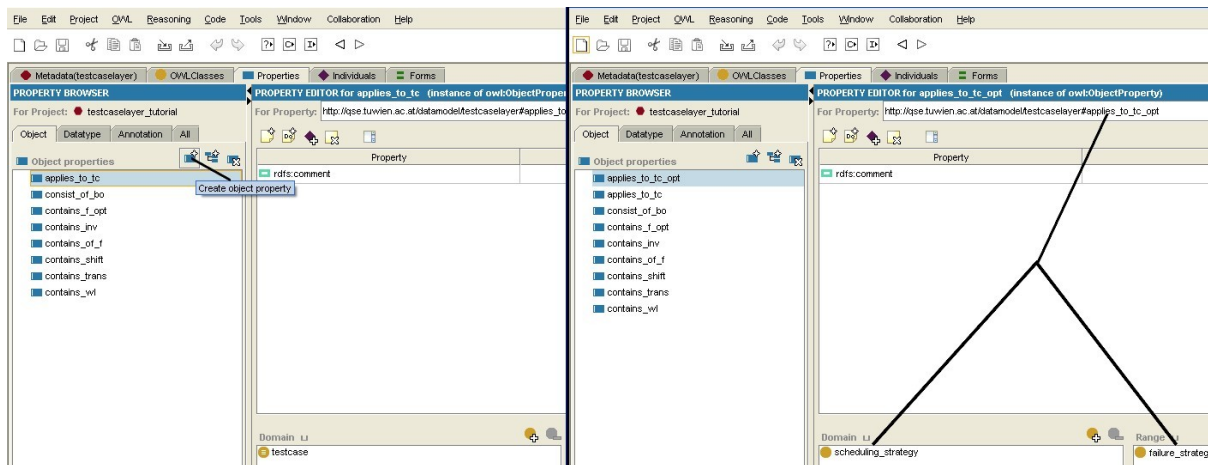 File Edit Project OWL Reasoning Code Tools Window Collaboration Help
Metadata(testcaselayer) OWLClasses Properties Individuals Forms
PROPERTY BROWSER
For Project: testcaselayer_tutorial
Object Datatype Annotation All
Object properties
applies_to_tc
Create object property
consist_of_bo
contains_f_opt
contains_inv
contains_of_f
contains_shift
contains_trans
contains_wl
PROPERTY EDITOR for applies_to_tc (instance of owl:ObjectProper
For Property: http://qse.tuwien.ac.at/datamodel/testcaselayer#applies_to
Property
rdfs:comment
Domain
testcase
File Edit Project OWL Reasoning Code Tools Window Collaboration Help
Metadata(testcaselayer) OWLClasses Properties Individuals Forms
PROPERTY BROWSER
For Project: testcaselayer_tutorial
Object Datatype Annotation All
Object properties
applies_to_tc_opt
applies_to_tc
consist_of_bo
contains_f_opt
contains_inv
contains_of_f
contains_shift
contains_trans
contains_wl
PROPERTY EDITOR for applies_to_tc_opt (instance of owl:ObjectProperty)
For Property: http://qse.tuwien.ac.at/datamodel/testcaselayer#applies_to_tc_opt
Property
rdfs:comment
Domain
scheduling_strategy
Range
failure_strateg